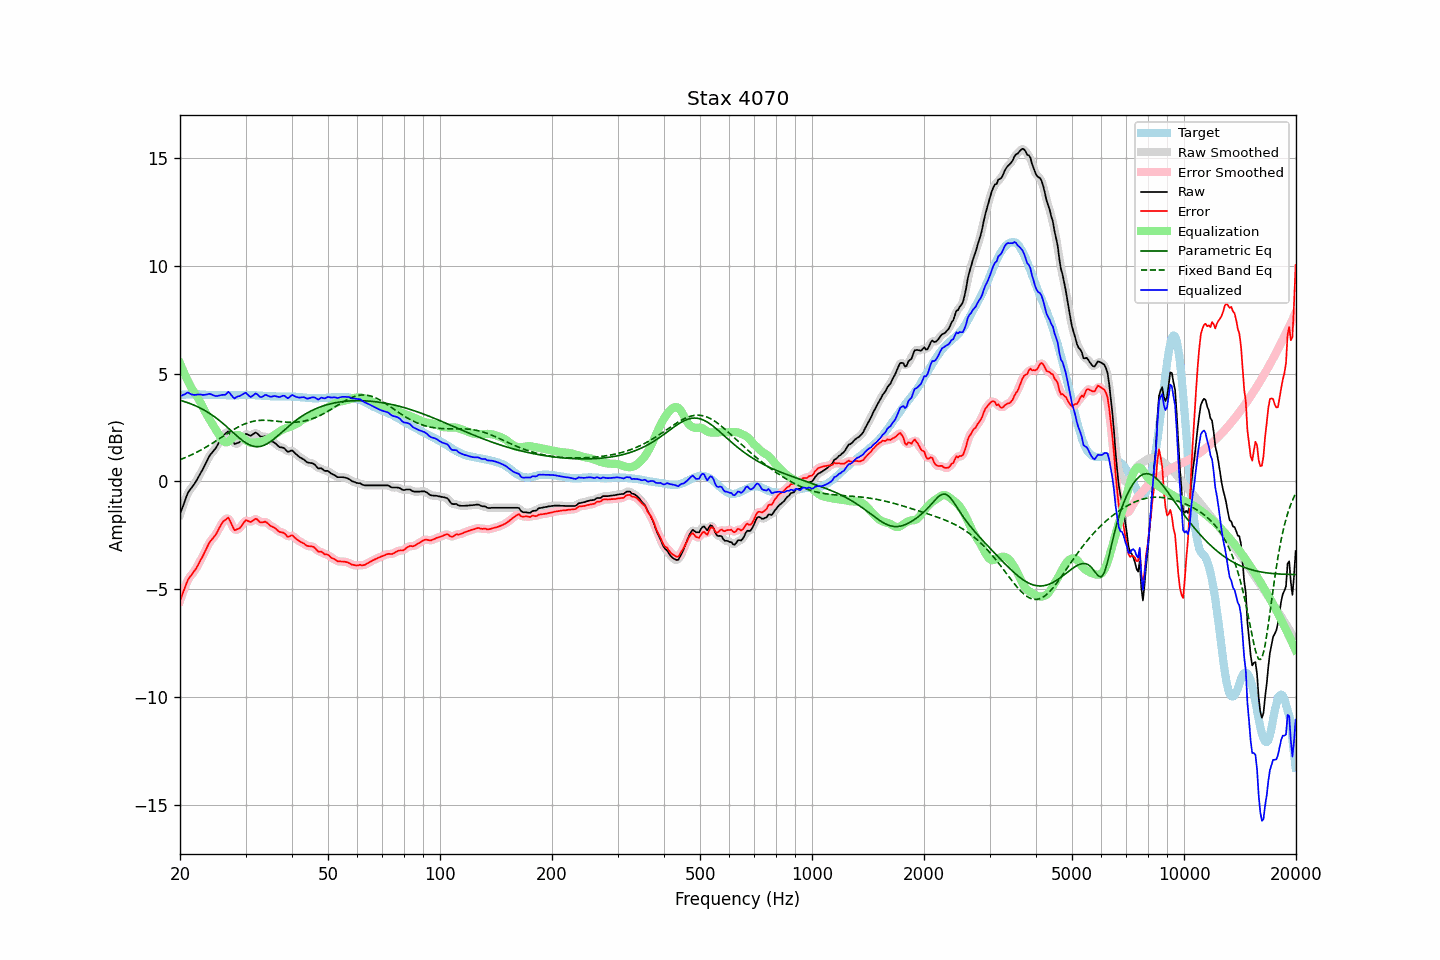 Stax 4070
Amplitude (dBr)
15
10
5
0
−5
−10
−15
20
50
100
200
500
1000
2000
5000
10000
20000
Frequency (Hz)
Target
Raw Smoothed
Error Smoothed
Raw
Error
Equalization
Parametric Eq
Fixed Band Eq
Equalized